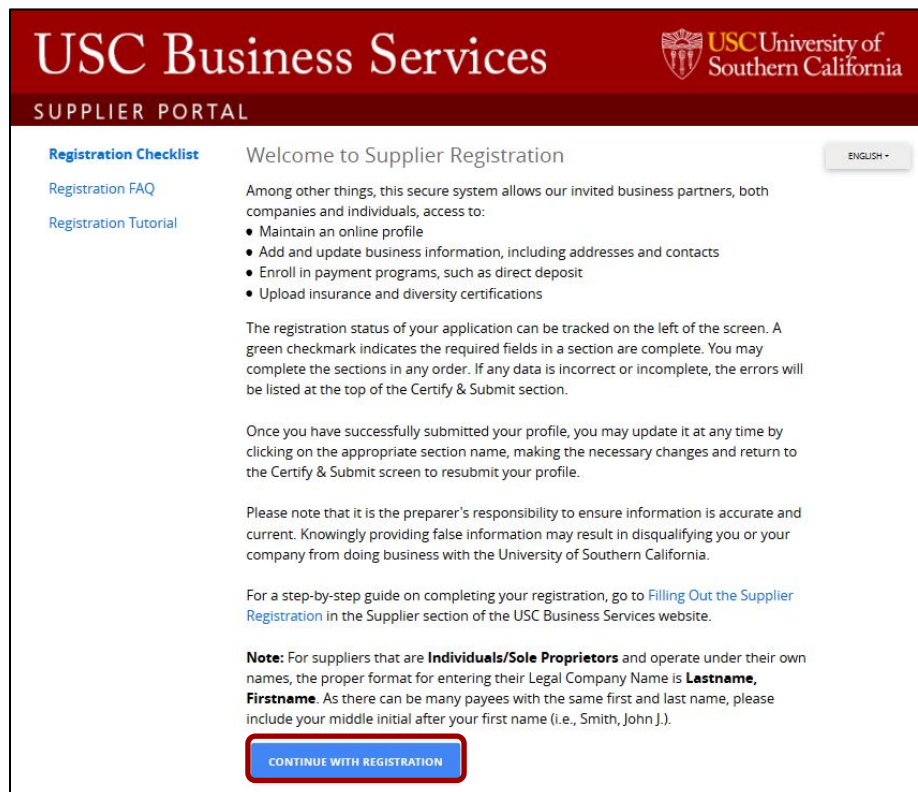 USC Business Services
USC University of
Southern California
SUPPLIER PORTAL
Registration Checklist
Registration FAQ
Registration Tutorial
Welcome to Supplier Registration
ENGLISH
Among other things, this secure system allows our invited business partners, both
companies and individuals, access to:
• Maintain an online profile
• Add and update business information, including addresses and contacts
• Enroll in payment programs, such as direct deposit
• Upload insurance and diversity certifications
The registration status of your application can be tracked on the left of the screen. A
green checkmark indicates the required fields in a section are complete. You may
complete the sections in any order. If any data is incorrect or incomplete, the errors will
be listed at the top of the Certify & Submit section.
Once you have successfully submitted your profile, you may update it at any time by
clicking on the appropriate section name, making the necessary changes and return to
the Certify & Submit screen to resubmit your profile.
Please note that it is the preparer's responsibility to ensure information is accurate and
current. Knowingly providing false information may result in disqualifying you or your
company from doing business with the University of Southern California.
For a step-by-step guide on completing your registration, go to Filling Out the Supplier
Registration in the Supplier section of the USC Business Services website.
Note: For suppliers that are Individuals/Sole Proprietors and operate under their own
names, the proper format for entering their Legal Company Name is Lastname,
Firstname. As there can be many payees with the same first and last name, please
include your middle initial after your first name (i.e., Smith, John J.).
CONTINUE WITH REGISTRATION